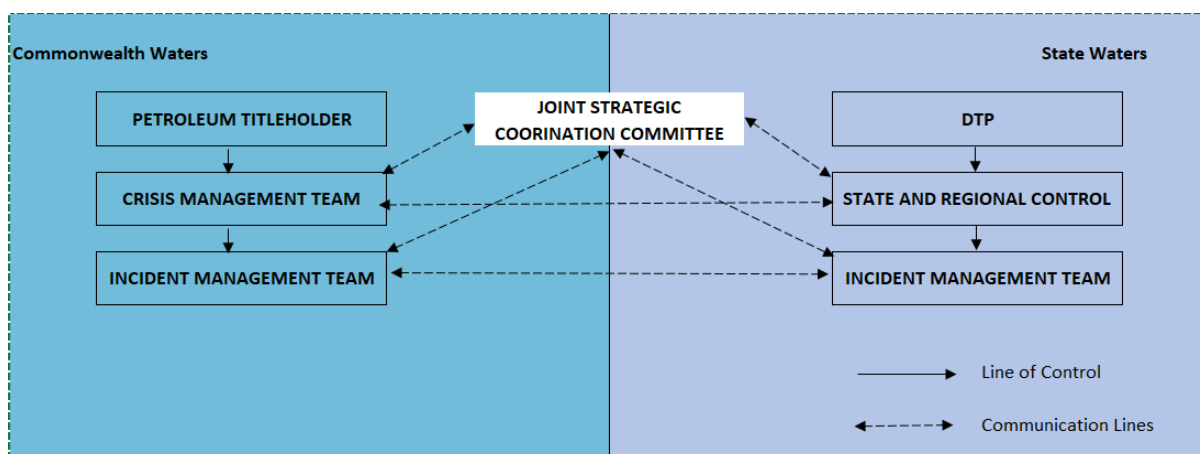 Commonwealth Waters
State Waters
PETROLEUM TITLEHOLDER
JOINT STRATEGIC
COORINATION COMMITTEE
DTP
CRISIS MANAGEMENT TEAM
STATE AND REGIONAL CONTROL
INCIDENT MANAGEMENT TEAM
INCIDENT MANAGEMENT TEAM
Line of Control
Communication Lines